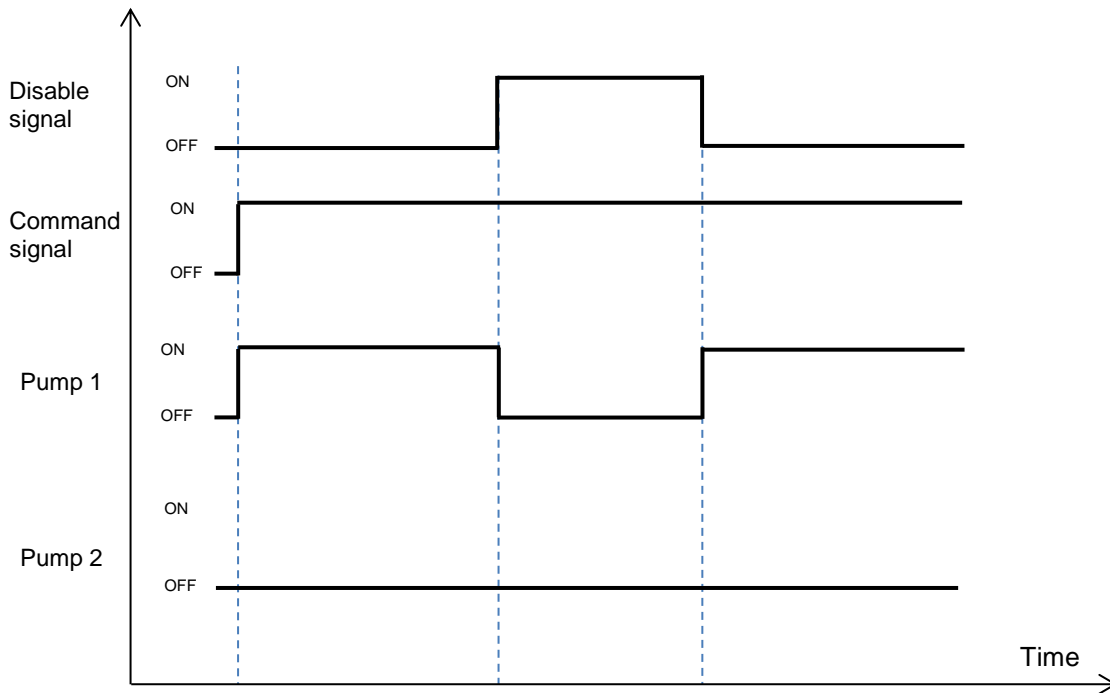 ON
Disable
signal
OFF
ON
Command
signal
OFF
ON
Pump 1
OFF
ON
Pump 2
OFF
Time